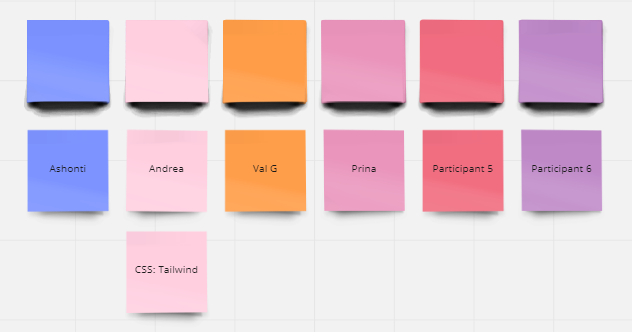 Ashonti
Andrea
Val G
Prina
Participant 5
Participant 6
CSS: Tailwind